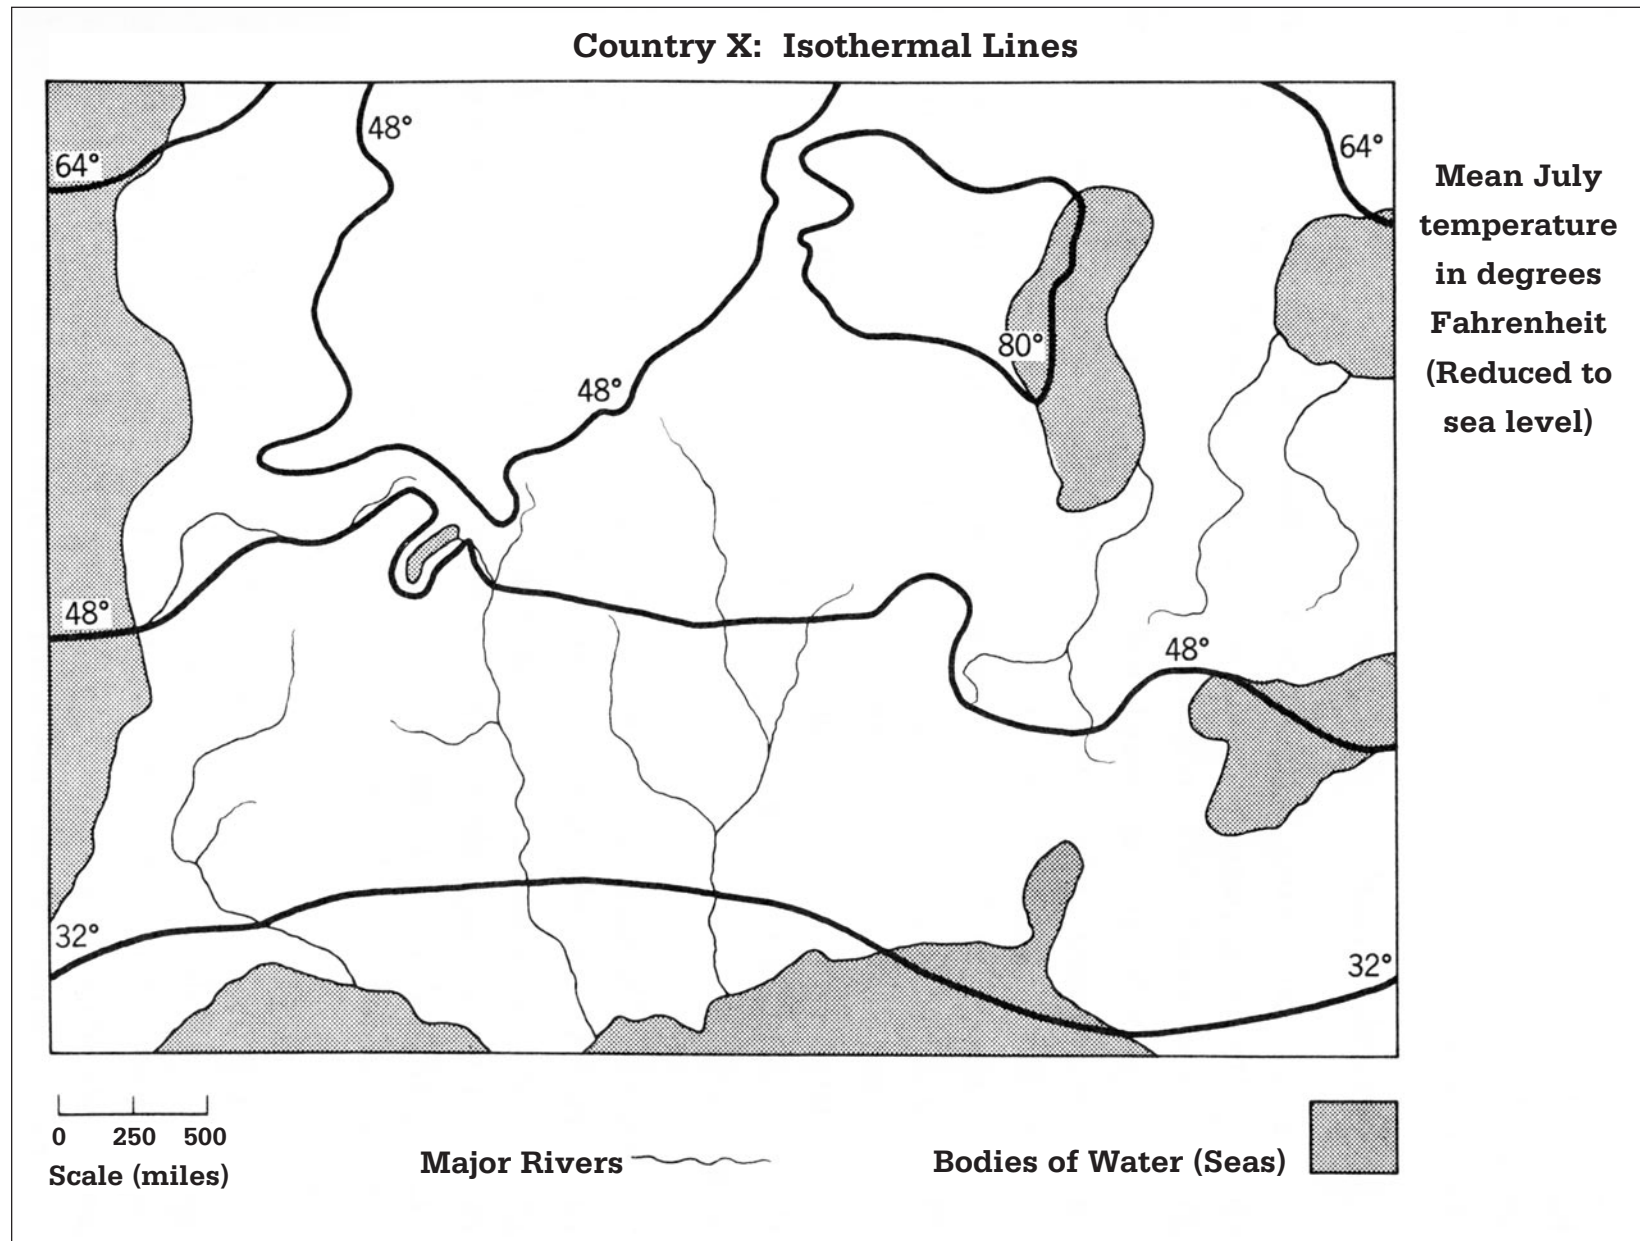 Country X: Isothermal Lines
48°
64°
64°
Mean July
temperature
in degrees
Fahrenheit
(Reduced to
sea level)
80°
48°
48°
48°
32°
32°
0 250 500
Scale (miles)
Major Rivers
Bodies of Water (Seas)